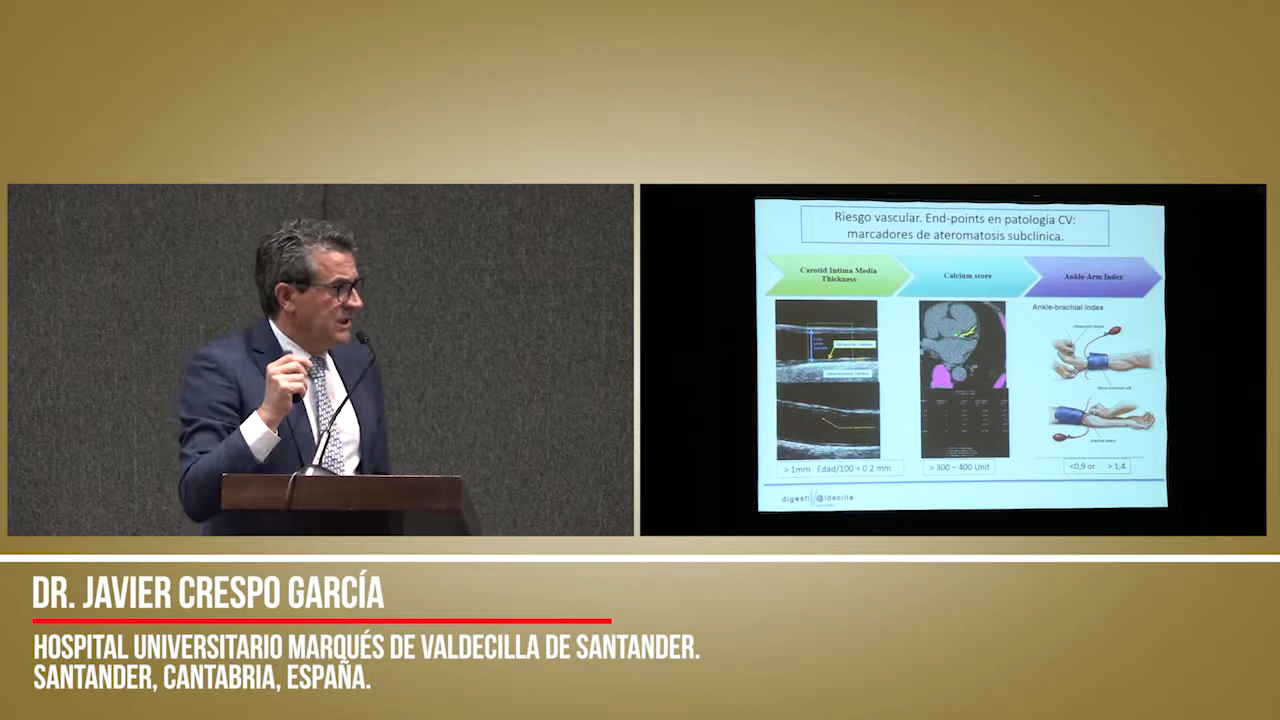 Riesgo vascular. End-points en patología CV:
marcadores de ateromatosis subclínica.
Carotid Intima Media
Thickness
Calcium score
Ankle-Arm Index
Ankle-brachial index
> 1mm Edad/100 + 0.2 mm
> 300 – 400 Unit
<0,9 or > 1,4
DR. JAVIER CRESPO GARCÍA
HOSPITAL UNIVERSITARIO MARQUÉS DE VALDECILLA DE SANTANDER.
SANTANDER, CANTABRIA, ESPAÑA.